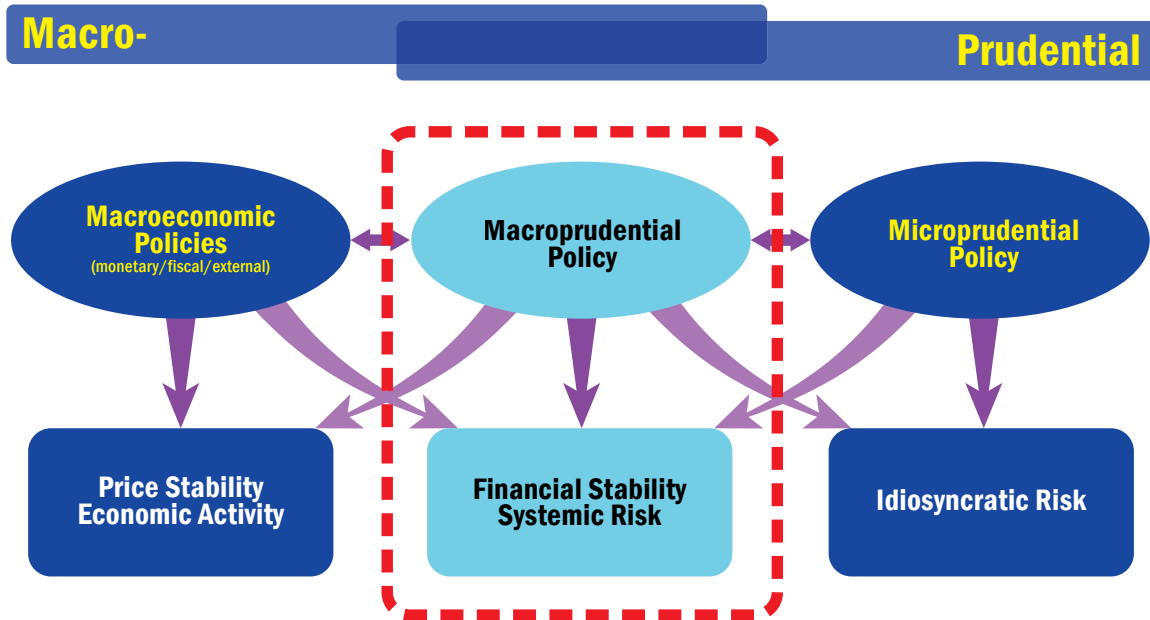 Macro-
Prudential
Macroeconomic
Policies
(monetary/fiscal/external)
Macroprudential
Policy
Microprudential
Policy
Price Stability
Economic Activity
Financial Stability
Systemic Risk
Idiosyncratic Risk